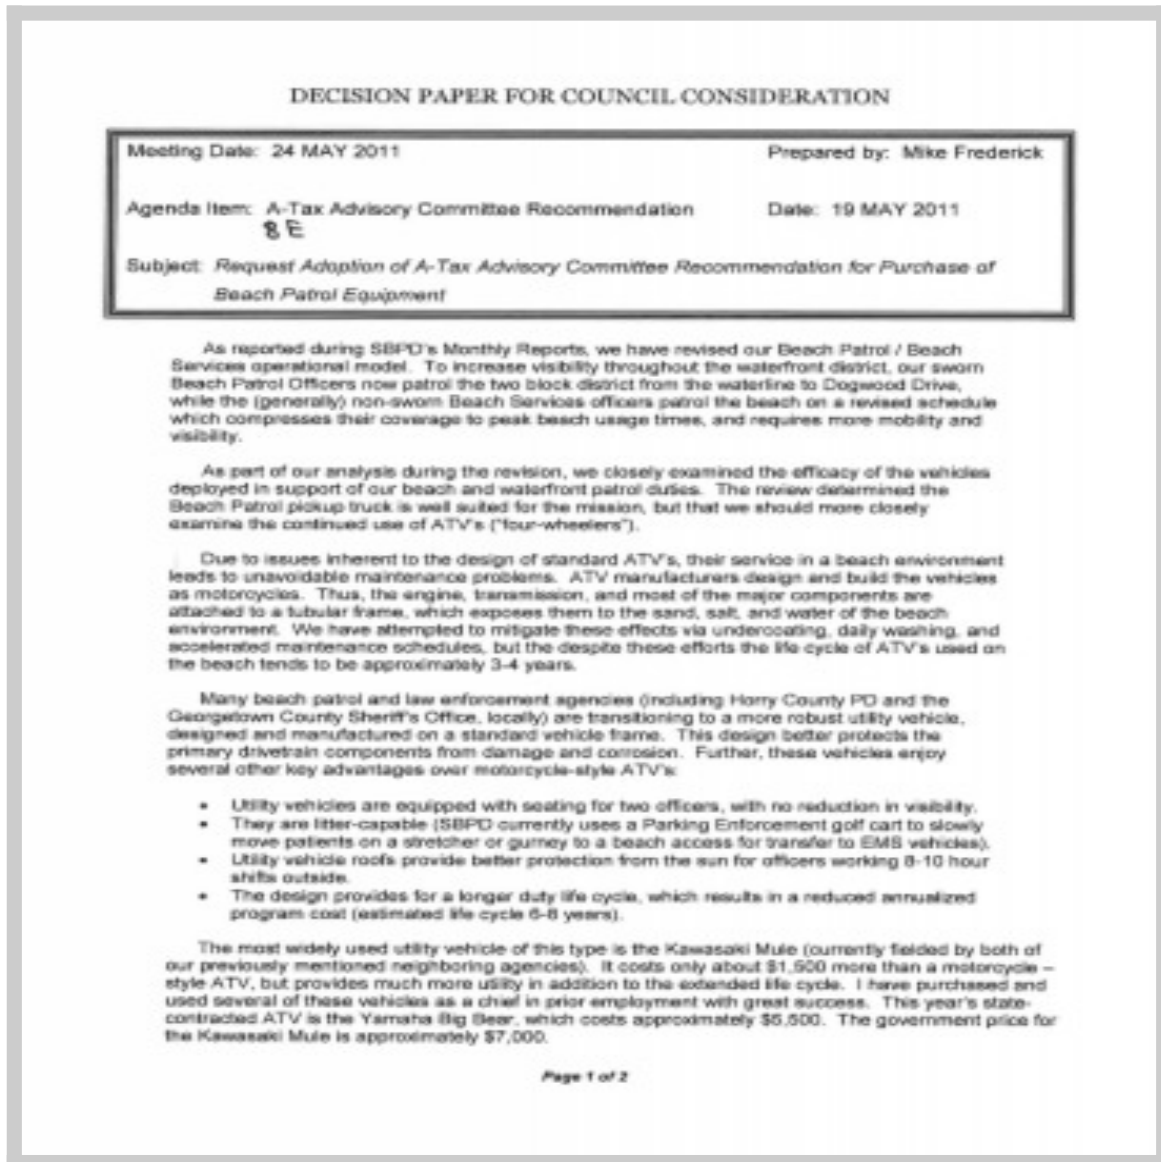 DECISION PAPER FOR COUNCIL CONSIDERATION
Meeting Date: 24 MAY 2011 Prepared by: Mike Frederick
Agenda Item: A-Tax Advisory Committee Recommendation Date: 19 MAY 2011
8E
Subject: Request Adoption of A-Tax Advisory Committee Recommendation for Purchase of
Beach Patrol Equipment
As reported during SBPD's Monthly Reports, we have revised our Beach Patrol / Beach
Services operational model. To increase visibility throughout the waterfront district, our sworn
Beach Patrol Officers now patrol the two block district from the waterline to Dogwood Drive,
while the (generally) non-sworn Beach Services officers patrol the beach on a revised schedule
which compresses their coverage to peak beach usage times, and requires more mobility and
visibility.
As part of our analysis during the revision, we closely examined the efficacy of the vehicles
deployed in support of our beach and waterfront patrol duties. The review determined the
Beach Patrol pickup truck is well suited for the mission, but that we should more closely
examine the continued use of ATV's ("four-wheelers").
Due to issues inherent to the design of standard ATV's, their service in a beach environment
leads to unavoidable maintenance problems. ATV manufacturers design and build the vehicles
as motorcycles. Thus, the engine, transmission, and most of the major components are
attached to a tubular frame, which exposes them to the sand, salt, and water of the beach
environment. We have attempted to mitigate these effects via undercoating, daily washing, and
accelerated maintenance schedules, but the despite these efforts the life cycle of ATV's used on
the beach tends to be approximately 3-4 years.
Many beach patrol and law enforcement agencies (including Horry County PD and the
Georgetown County Sheriff's Office, locally) are transitioning to a more robust utility vehicle,
designed and manufactured on a standard vehicle frame. This design better protects the
primary drivetrain components from damage and corrosion. Further, these vehicles enjoy
several other key advantages over motorcycle-style ATV's:
• Utility vehicles are equipped with seating for two officers, with no reduction in visibility.
• They are litter-capable (SBPD currently uses a Parking Enforcement golf cart to slowly
move patients on a stretcher or gurney to a beach access for transfer to EMS vehicles).
• Utility vehicle roofs provide better protection from the sun for officers working 8-10 hour
shifts outside.
• The design provides for a longer duty life cycle, which results in a reduced annualized
program cost (estimated life cycle 6-8 years).
The most widely used utility vehicle of this type is the Kawasaki Mule (currently fielded by both of
our previously mentioned neighboring agencies). It costs only about $1,500 more than a motorcycle –
style ATV, but provides much more utility in addition to the extended life cycle. I have purchased and
used several of these vehicles as a chief in prior employment with great success. This year's state-
contracted ATV is the Yamaha Big Bear, which costs approximately $5,500. The government price for
the Kawasaki Mule is approximately $7,000.
Page 1 of 2